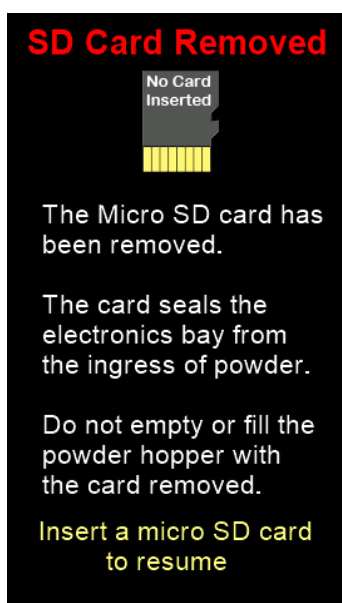 SD Card Removed
No Card
Inserted
The Micro SD card has
been removed.
The card seals the
electronics bay from
the ingress of powder.
Do not empty or fill the
powder hopper with
the card removed.
Insert a micro SD card
to resume